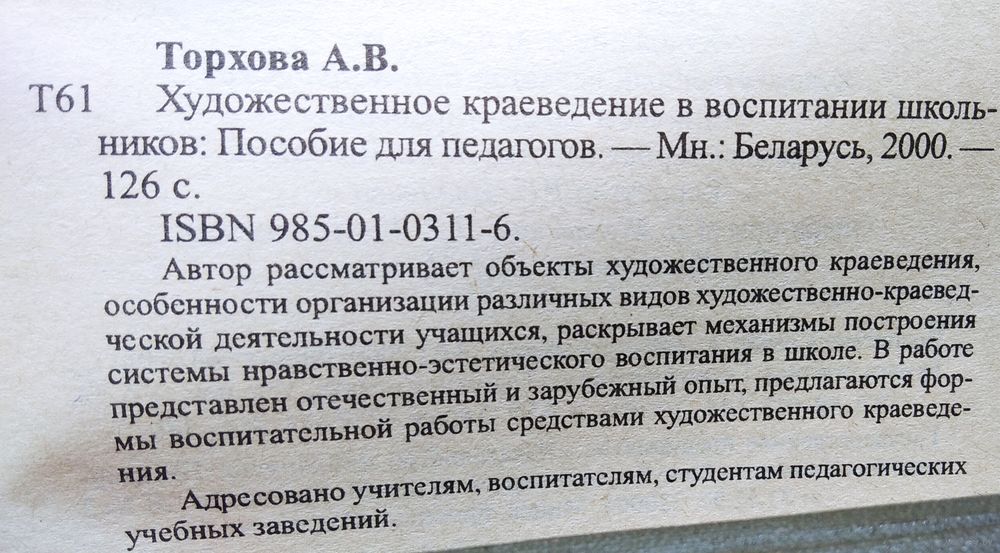 Торхова А.В.
Т61 Художественное краеведение в воспитании школь-
ников: Пособие для педагогов. — Мн.: Беларусь, 2000. —
126 с.
ISBN 985-01-0311-6.
Автор рассматривает объекты художественного краеведения,
особенности организации различных видов художественно-краевед-
ческой деятельности учащихся, раскрывает механизмы построения
системы нравственно-эстетического воспитания в школе. В работе
представлен отечественный и зарубежный опыт, предлагаются фор-
мы воспитательной работы средствами художественного краеведе-
ния.
Адресовано учителям, воспитателям, студентам педагогических
учебных заведений.